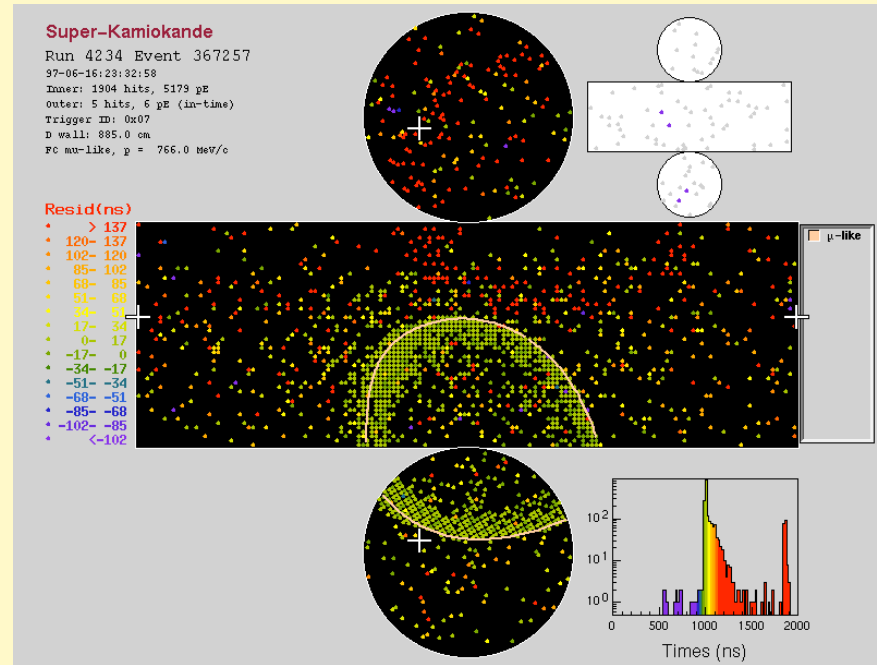 Super-Kamiokande
Run 4234 Event 367257
97-06-16:23:32:58
Inner: 1904 hits, 5179 pE
Outer: 5 hits, 6 pE (in-time)
Trigger ID: 0x07
D wall: 885.0 cm
FC mu-like, p = 766.0 MeV/c
Resid(ns)
> 137
120- 137
102- 120
85- 102
68- 85
51- 68
34- 51
17- 34
0- 17
-17- 0
-34- -17
-51- -34
-68- -51
-85- -68
-102- -85
<-102
μ-like
10²
10¹
10⁰
0 500 1000 1500 2000
Times (ns)